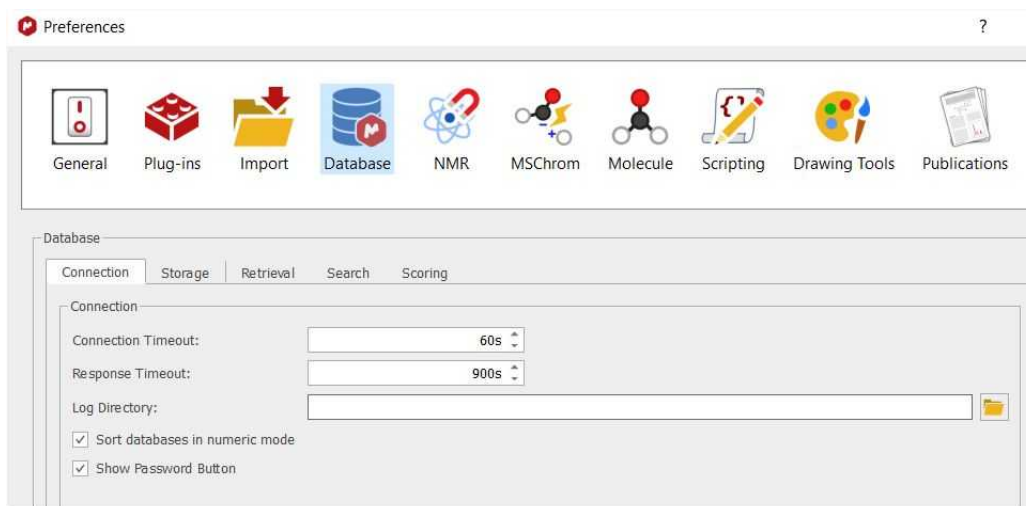 Preferences ?
General Plug-ins Import Database NMR MSChrom Molecule Scripting Drawing Tools Publications
Database
Connection Storage Retrieval Search Scoring
Connection
Connection Timeout: 60s
Response Timeout: 900s
Log Directory:
Sort databases in numeric mode
Show Password Button